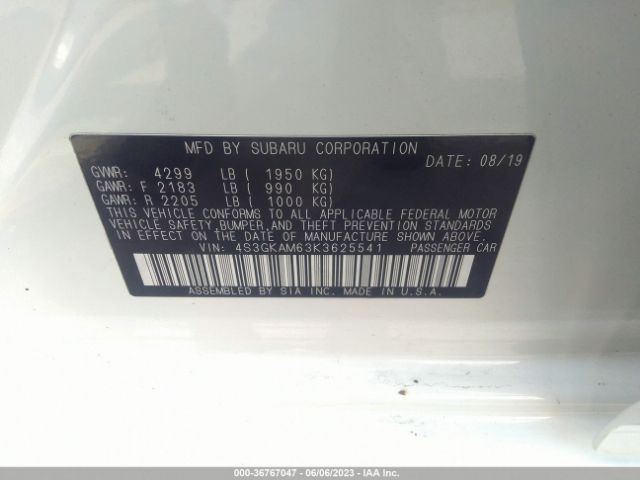 MFD BY SUBARU CORPORATION
DATE: 08/19
GVWR: 4299 LB ( 1950 KG)
GAWR: F 2183 LB ( 990 KG)
GAWR: R 2205 LB ( 1000 KG)
THIS VEHICLE CONFORMS TO ALL APPLICABLE FEDERAL MOTOR
VEHICLE SAFETY, BUMPER, AND THEFT PREVENTION STANDARDS
IN EFFECT ON THE DATE OF MANUFACTURE SHOWN ABOVE.
VIN: 4S3GKAM63K3625541 PASSENGER CAR
ASSEMBLED BY SIA INC. MADE IN U.S.A.
000-36767047 - 06/06/2023 - IAA